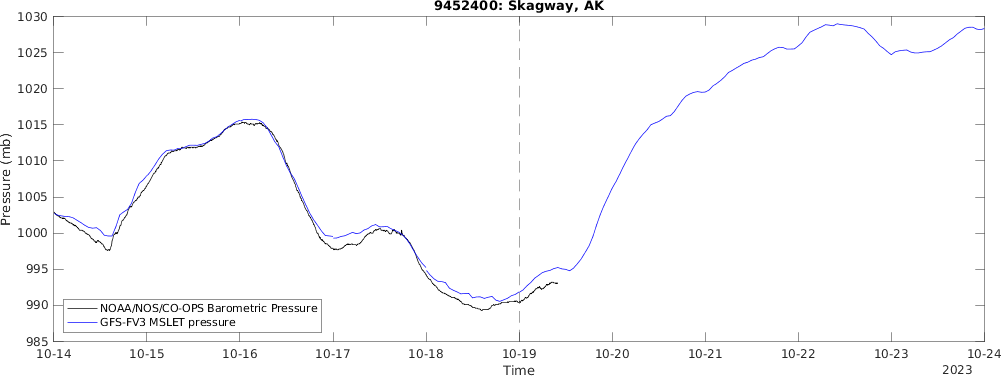 9452400: Skagway, AK
Pressure (mb)
1030
1025
1020
1015
1010
1005
1000
995
990
985
NOAA/NOS/CO-OPS Barometric Pressure
GFS-FV3 MSLET pressure
10-14 10-15 10-16 10-17 10-18 10-19 10-20 10-21 10-22 10-23 10-24
Time
2023